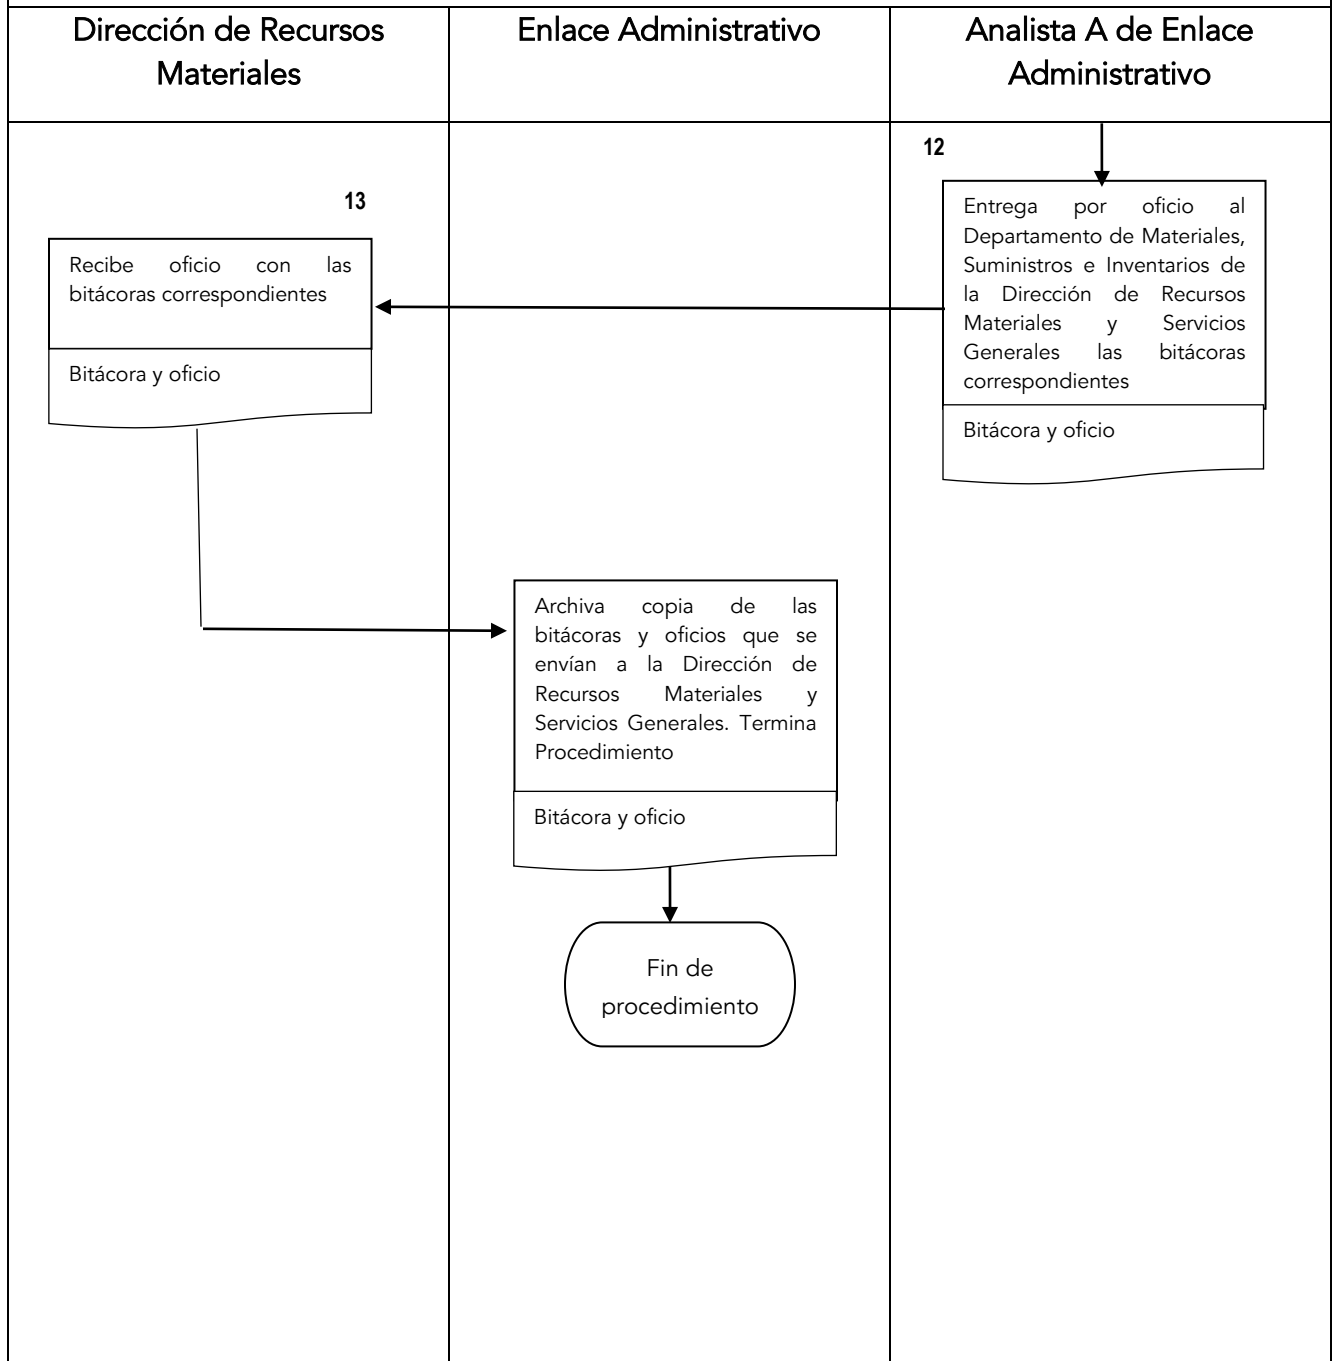 Dirección de Recursos
Materiales
Enlace Administrativo
Analista A de Enlace
Administrativo
12
Entrega por oficio al
Departamento de Materiales,
Suministros e Inventarios de
la Dirección de Recursos
Materiales y Servicios
Generales las bitácoras
correspondientes
Bitácora y oficio
13
Recibe oficio con las
bitácoras correspondientes
Bitácora y oficio
Archiva copia de las
bitácoras y oficios que se
envían a la Dirección de
Recursos Materiales y
Servicios Generales. Termina
Procedimiento
Bitácora y oficio
Fin de
procedimiento